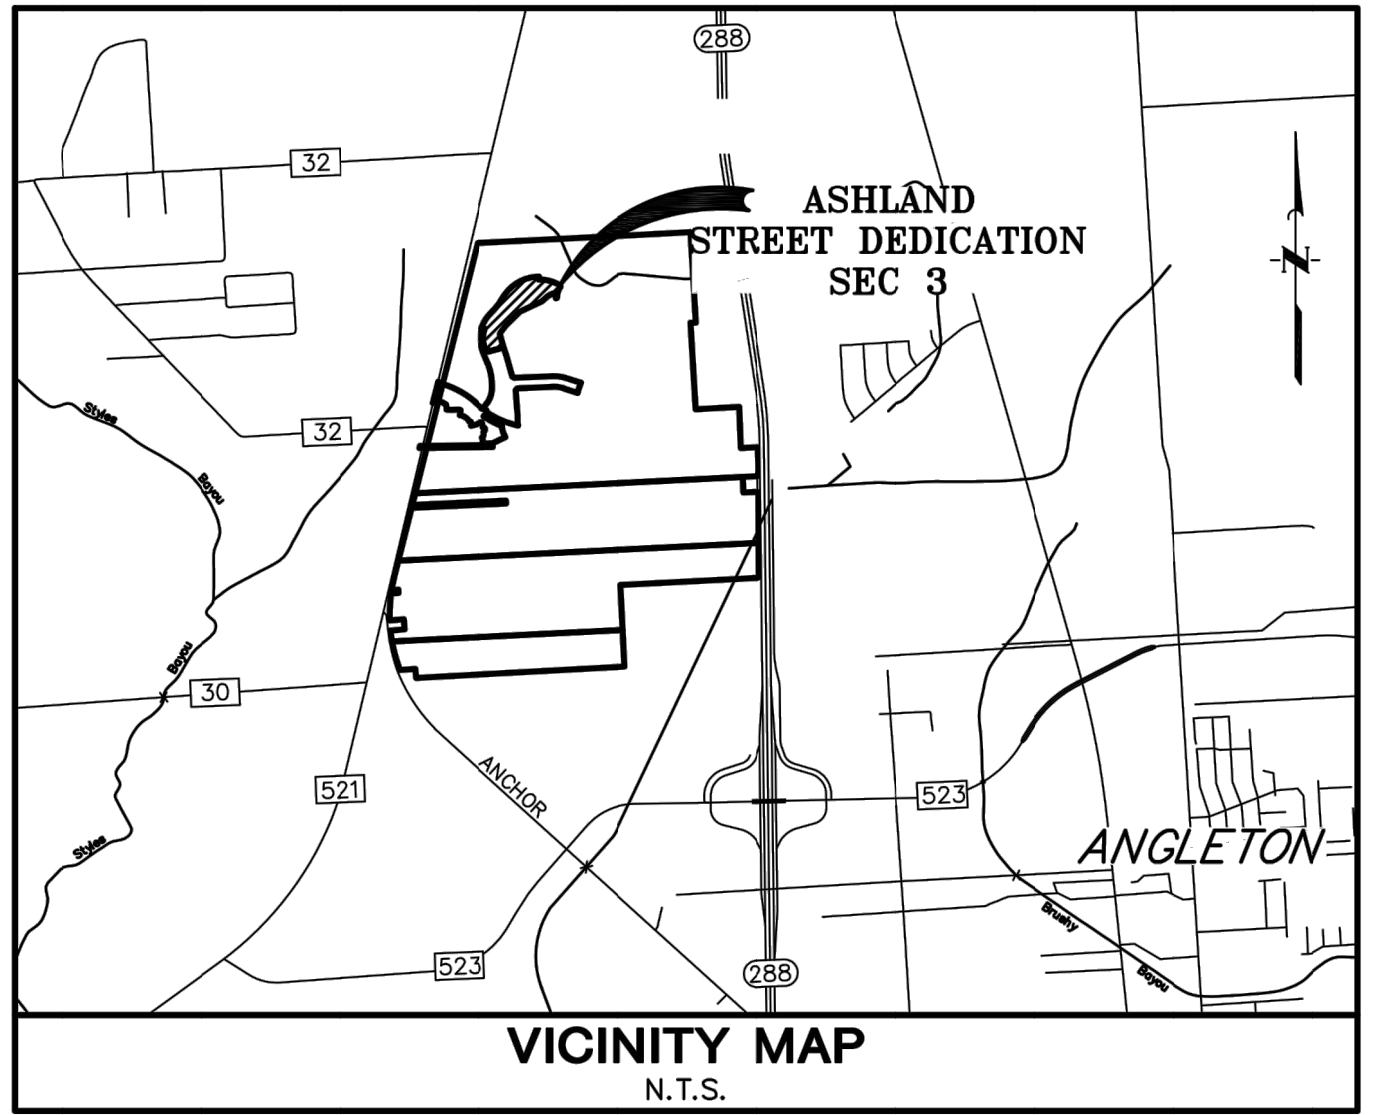 288
32
ASHLAND
STREET DEDICATION
SEC 3
N
32
Styles
Bayou
Bayou
30
521
ANCHOR
523
Styles
ANGLETON
Brushy
523
288
Bayou
VICINITY MAP
N.T.S.